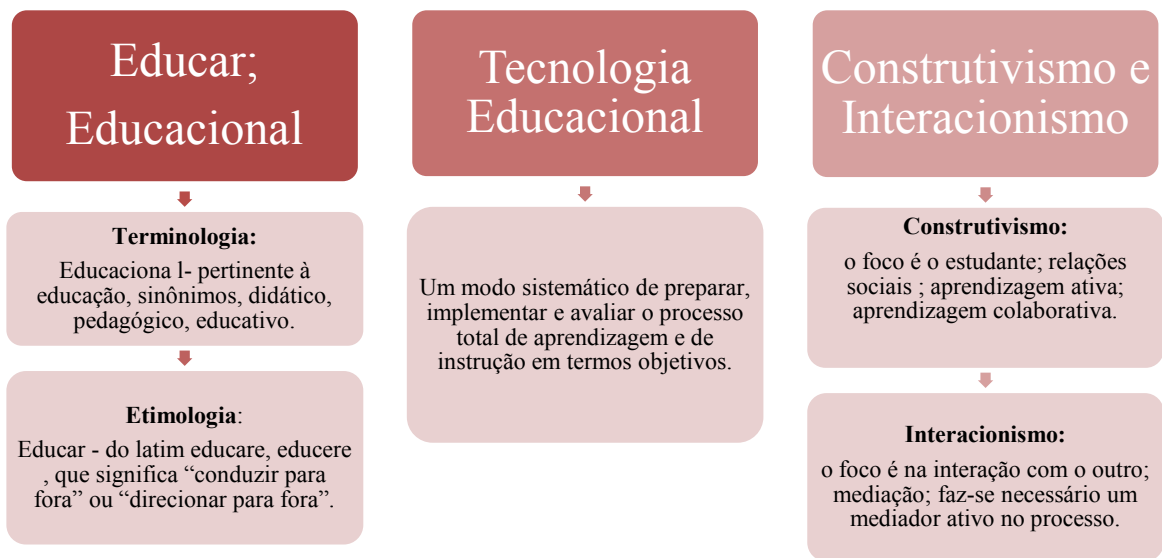 Educar;
Educacional
Terminologia:
Educaciona l- pertinente à
educação, sinônimos, didático,
pedagógico, educativo.
Etimologia:
Educar - do latim educare, educere
, que significa “conduzir para
fora” ou “direcionar para fora”.
Tecnologia
Educacional
Um modo sistemático de preparar,
implementar e avaliar o processo
total de aprendizagem e de
instrução em termos objetivos.
Construtivismo e
Interacionismo
Construtivismo:
o foco é o estudante; relações
sociais ; aprendizagem ativa;
aprendizagem colaborativa.
Interacionismo:
o foco é na interação com o outro;
mediação; faz-se necessário um
mediador ativo no processo.